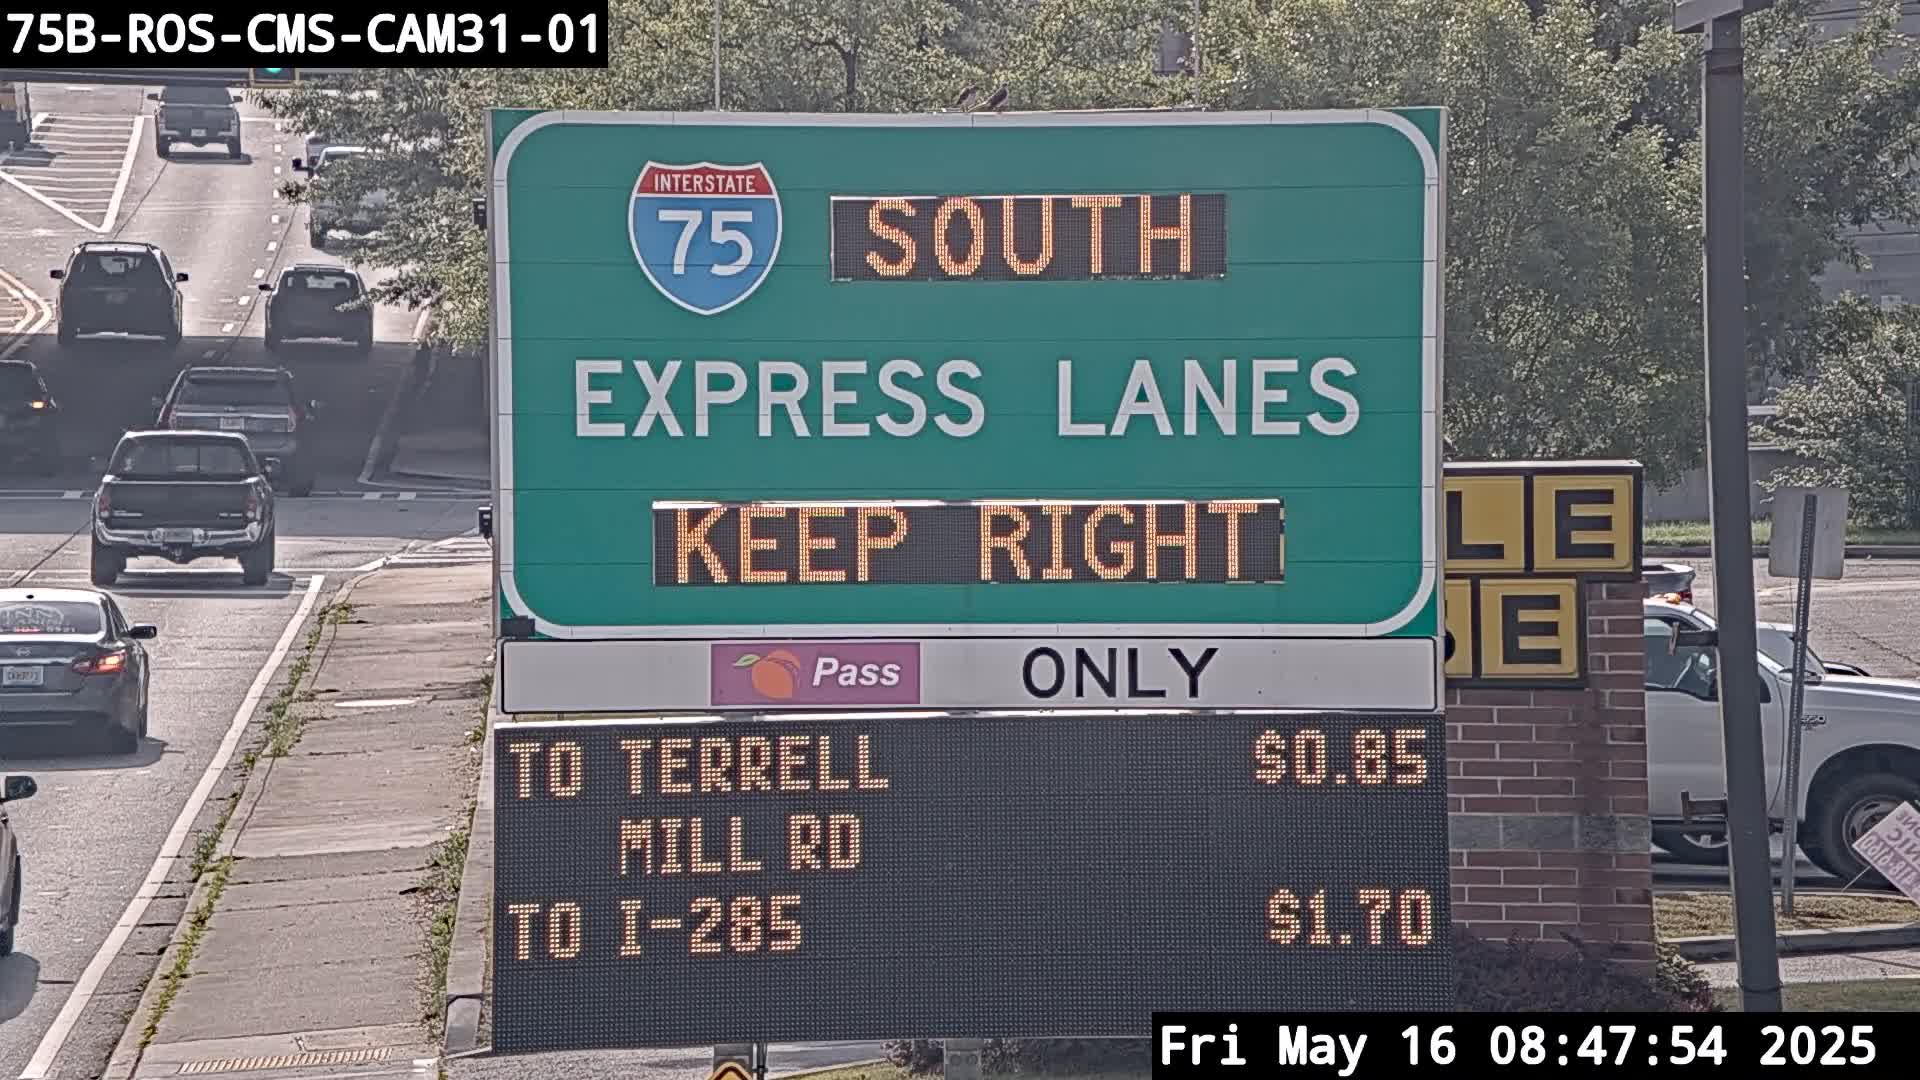 75B-ROS-CMS-CAM31-01
INTERSTATE
75
SOUTH
EXPRESS LANES
KEEP RIGHT
Pass ONLY
TO TERRELL $0.85
MILL RD
TO I-285 $1.70
LE
E
Fri May 16 08:47:54 2025